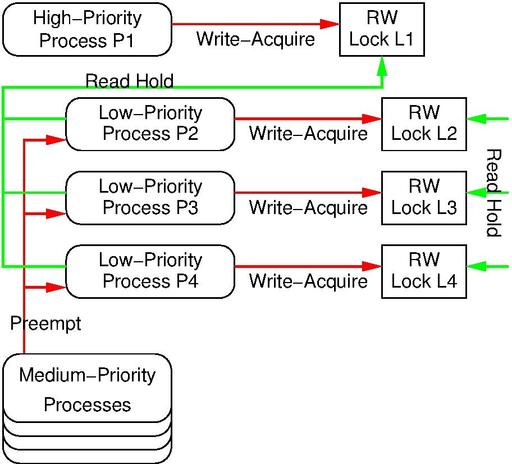 High−Priority
Process P1
Write−Acquire
RW
Lock L1
Read Hold
Low−Priority
Process P2
Write−Acquire
RW
Lock L2
Low−Priority
Process P3
Write−Acquire
RW
Lock L3
Read Hold
Low−Priority
Process P4
Write−Acquire
RW
Lock L4
Preempt
Medium−Priority
Processes